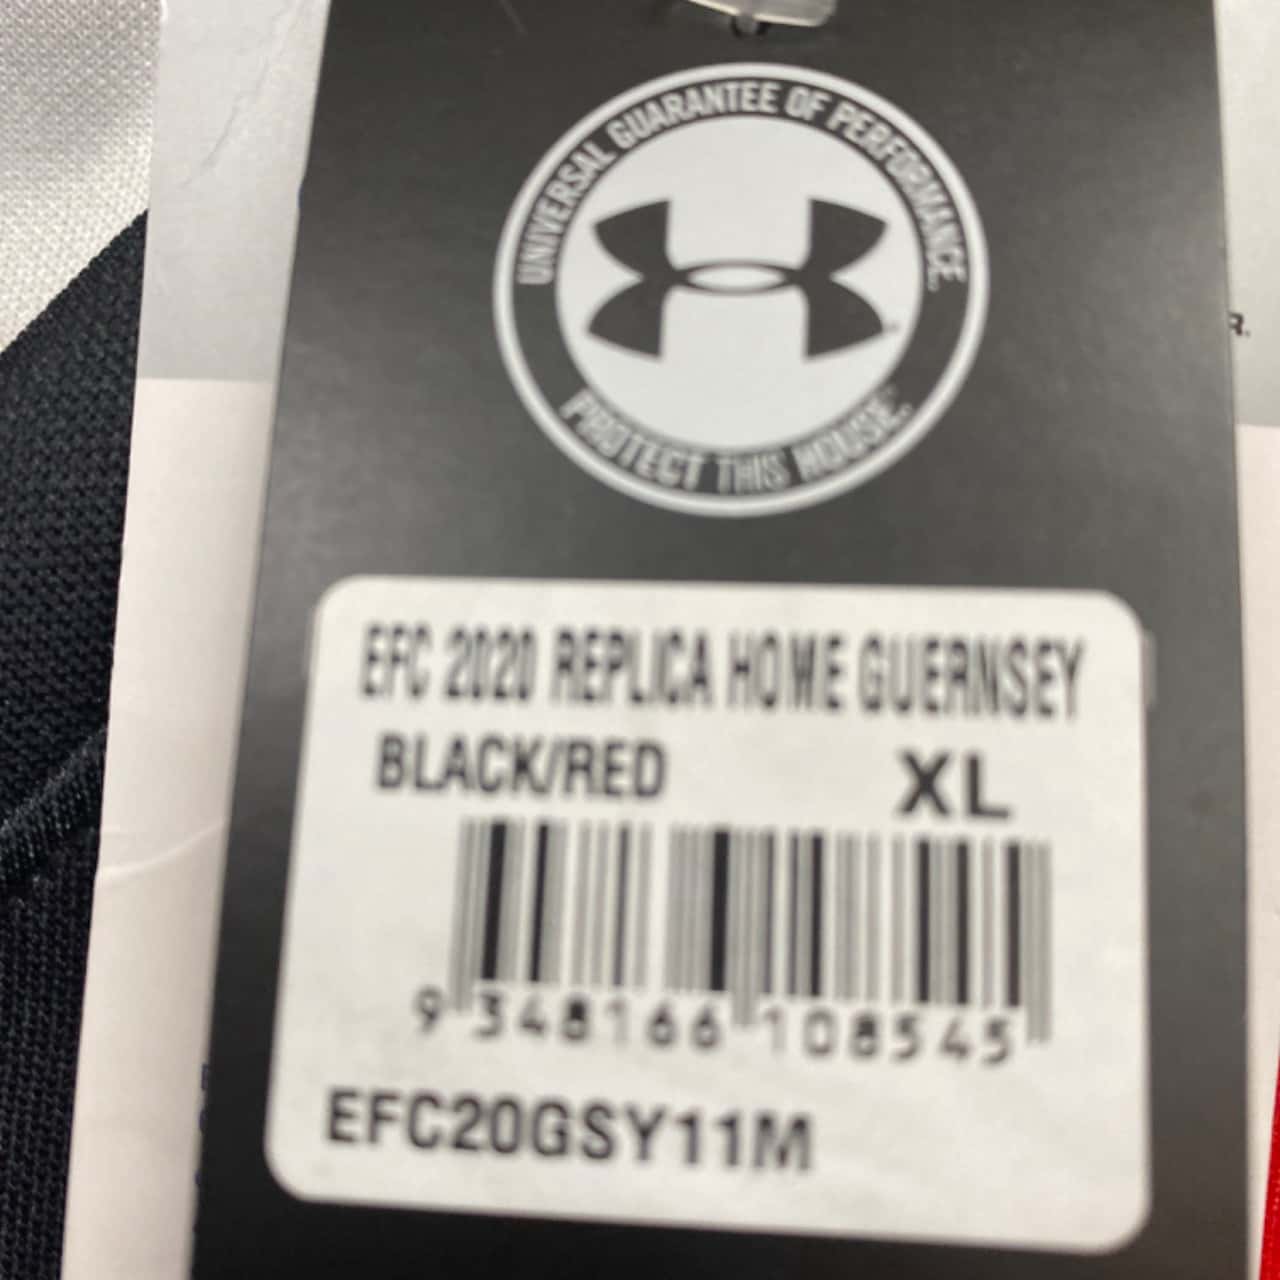 UNIVERSAL GUARANTEE OF PERFORMANCE.
PROTECT THIS HOUSE.™
R.
EFC 2020 REPLICA HOME GUERNSEY
BLACK/RED XL
9 348166 108545
EFC20GSY11M